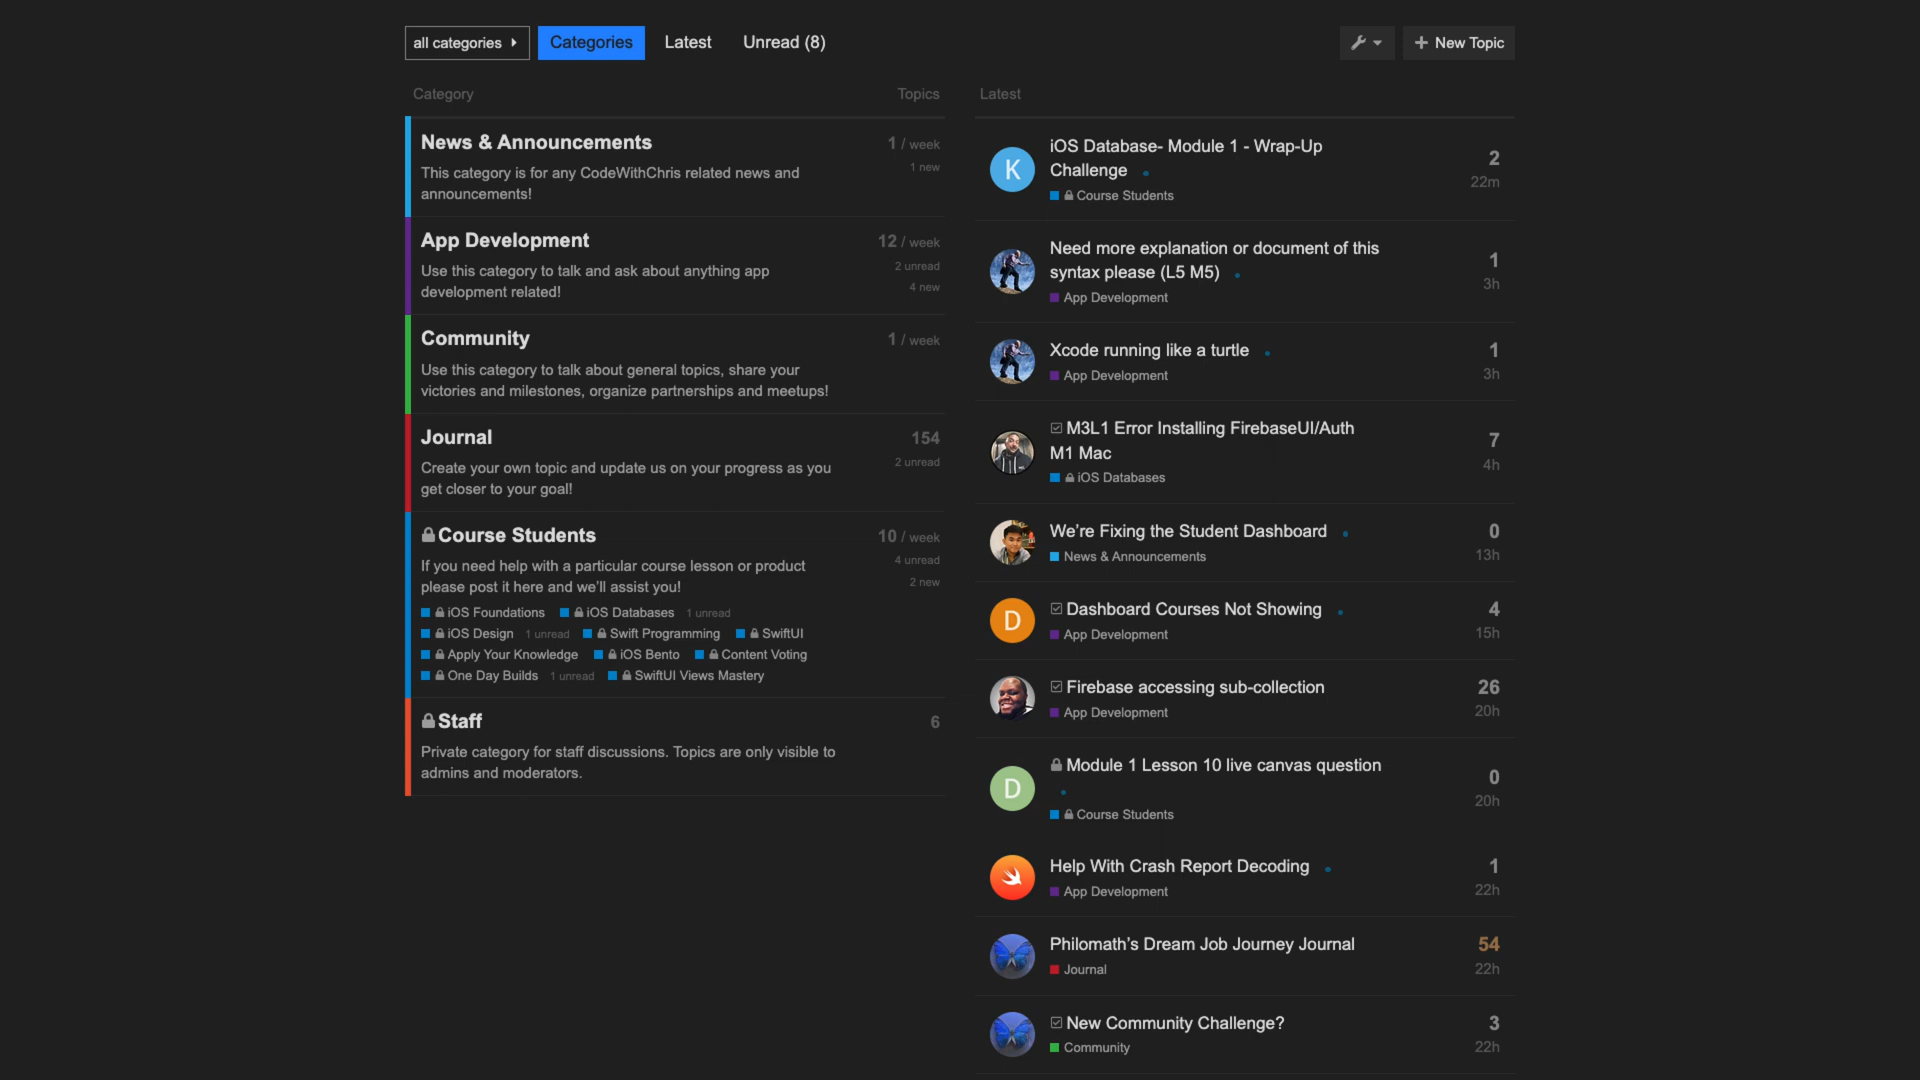 all categories
Categories
Latest
Unread (8)
New Topic
Category
Topics
Latest
News & Announcements
1 / week
This category is for any CodeWithChris related news and
1 new
announcements!
App Development
12 / week
Use this category to talk and ask about anything app
2 unread
development related!
4 new
Community
1 / week
Use this category to talk about general topics, share your
victories and milestones, organize partnerships and meetups!
Journal
154
Create your own topic and update us on your progress as you
2 unread
get closer to your goal!
Course Students
10 / week
If you need help with a particular course lesson or product
4 unread
please post it here and we'll assist you!
2 new
iOS Foundations iOS Databases 1 unread
iOS Design 1 unread Swift Programming SwiftUI
Apply Your Knowledge iOS Bento Content Voting
One Day Builds 1 unread SwiftUI Views Mastery
Staff
6
Private category for staff discussions. Topics are only visible to
admins and moderators.
K
iOS Database- Module 1 - Wrap-Up
Challenge
2
22m
Course Students
Need more explanation or document of this
syntax please (L5 M5)
1
3h
App Development
Xcode running like a turtle
1
3h
App Development
M3L1 Error Installing FirebaseUI/Auth
M1 Mac
7
4h
iOS Databases
We’re Fixing the Student Dashboard
0
13h
News & Announcements
D
Dashboard Courses Not Showing
4
15h
App Development
Firebase accessing sub-collection
26
20h
App Development
D
Module 1 Lesson 10 live canvas question
0
20h
Course Students
Help With Crash Report Decoding
1
22h
App Development
Philomath’s Dream Job Journey Journal
54
22h
Journal
New Community Challenge?
3
22h
Community